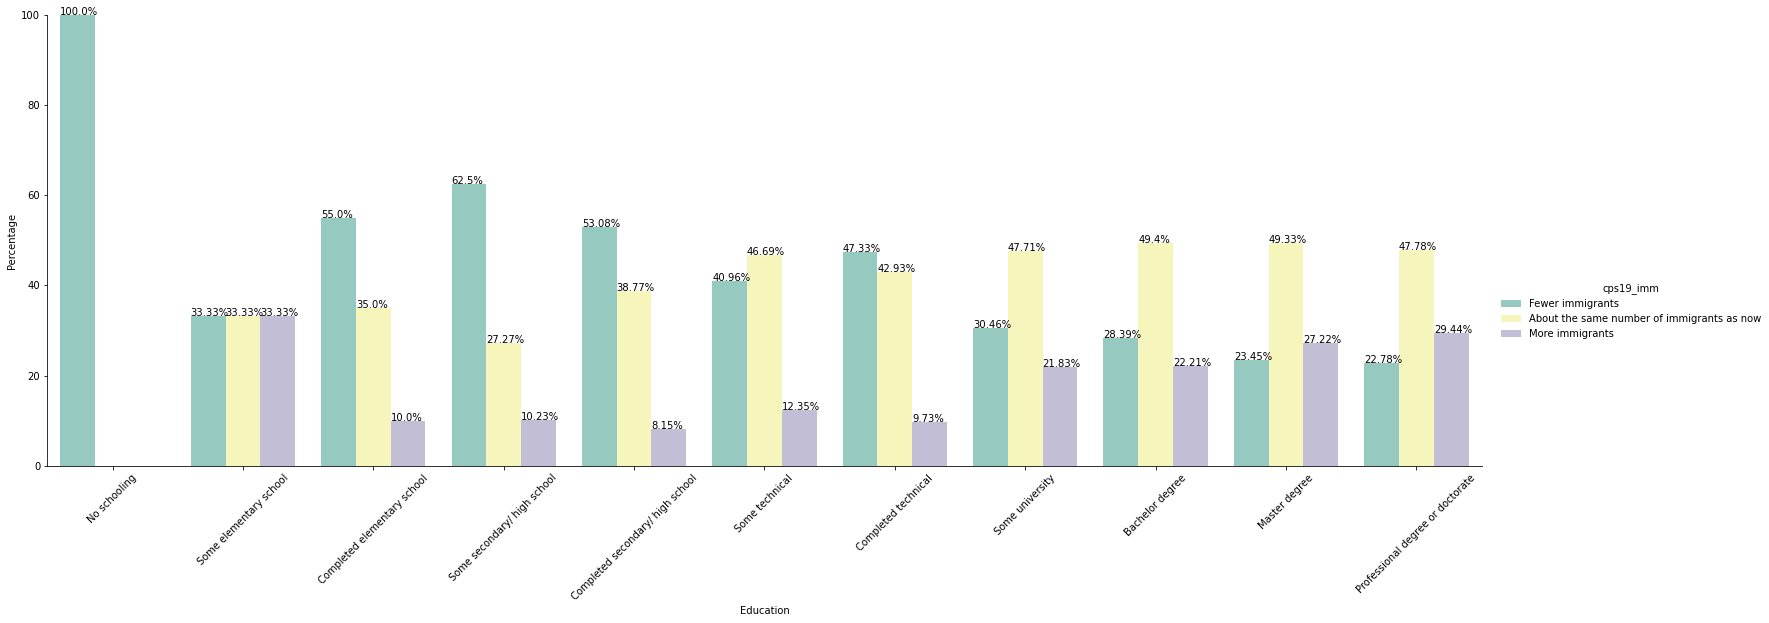 100
80
60
40
20
0
Percentage
100.0%
33.33%
33.33%
33.33%
55.0%
35.0%
10.0%
62.5%
27.27%
10.23%
53.08%
38.77%
8.15%
40.96%
46.69%
12.35%
47.33%
42.93%
9.73%
30.46%
47.71%
21.83%
28.39%
49.4%
22.21%
23.45%
49.33%
27.22%
22.78%
47.78%
29.44%
No schooling
Some elementary school
Completed elementary school
Some secondary/ high school
Completed secondary/ high school
Some technical
Completed technical
Some university
Bachelor degree
Master degree
Professional degree or doctorate
Education
cps19_imm
Fewer immigrants
About the same number of immigrants as now
More immigrants